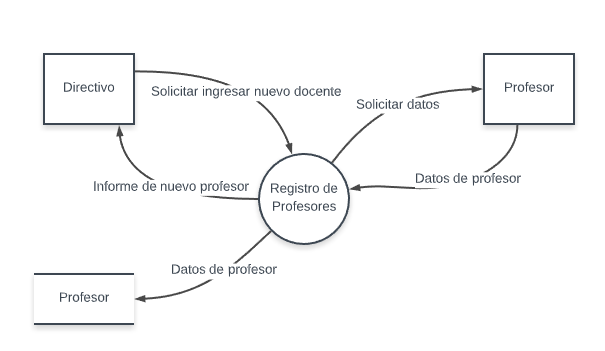 Directivo
Profesor
Solicitar ingresar nuevo docente
Solicitar datos
Informe de nuevo profesor
Registro de
Profesores
Datos de profesor
Datos de profesor
Profesor